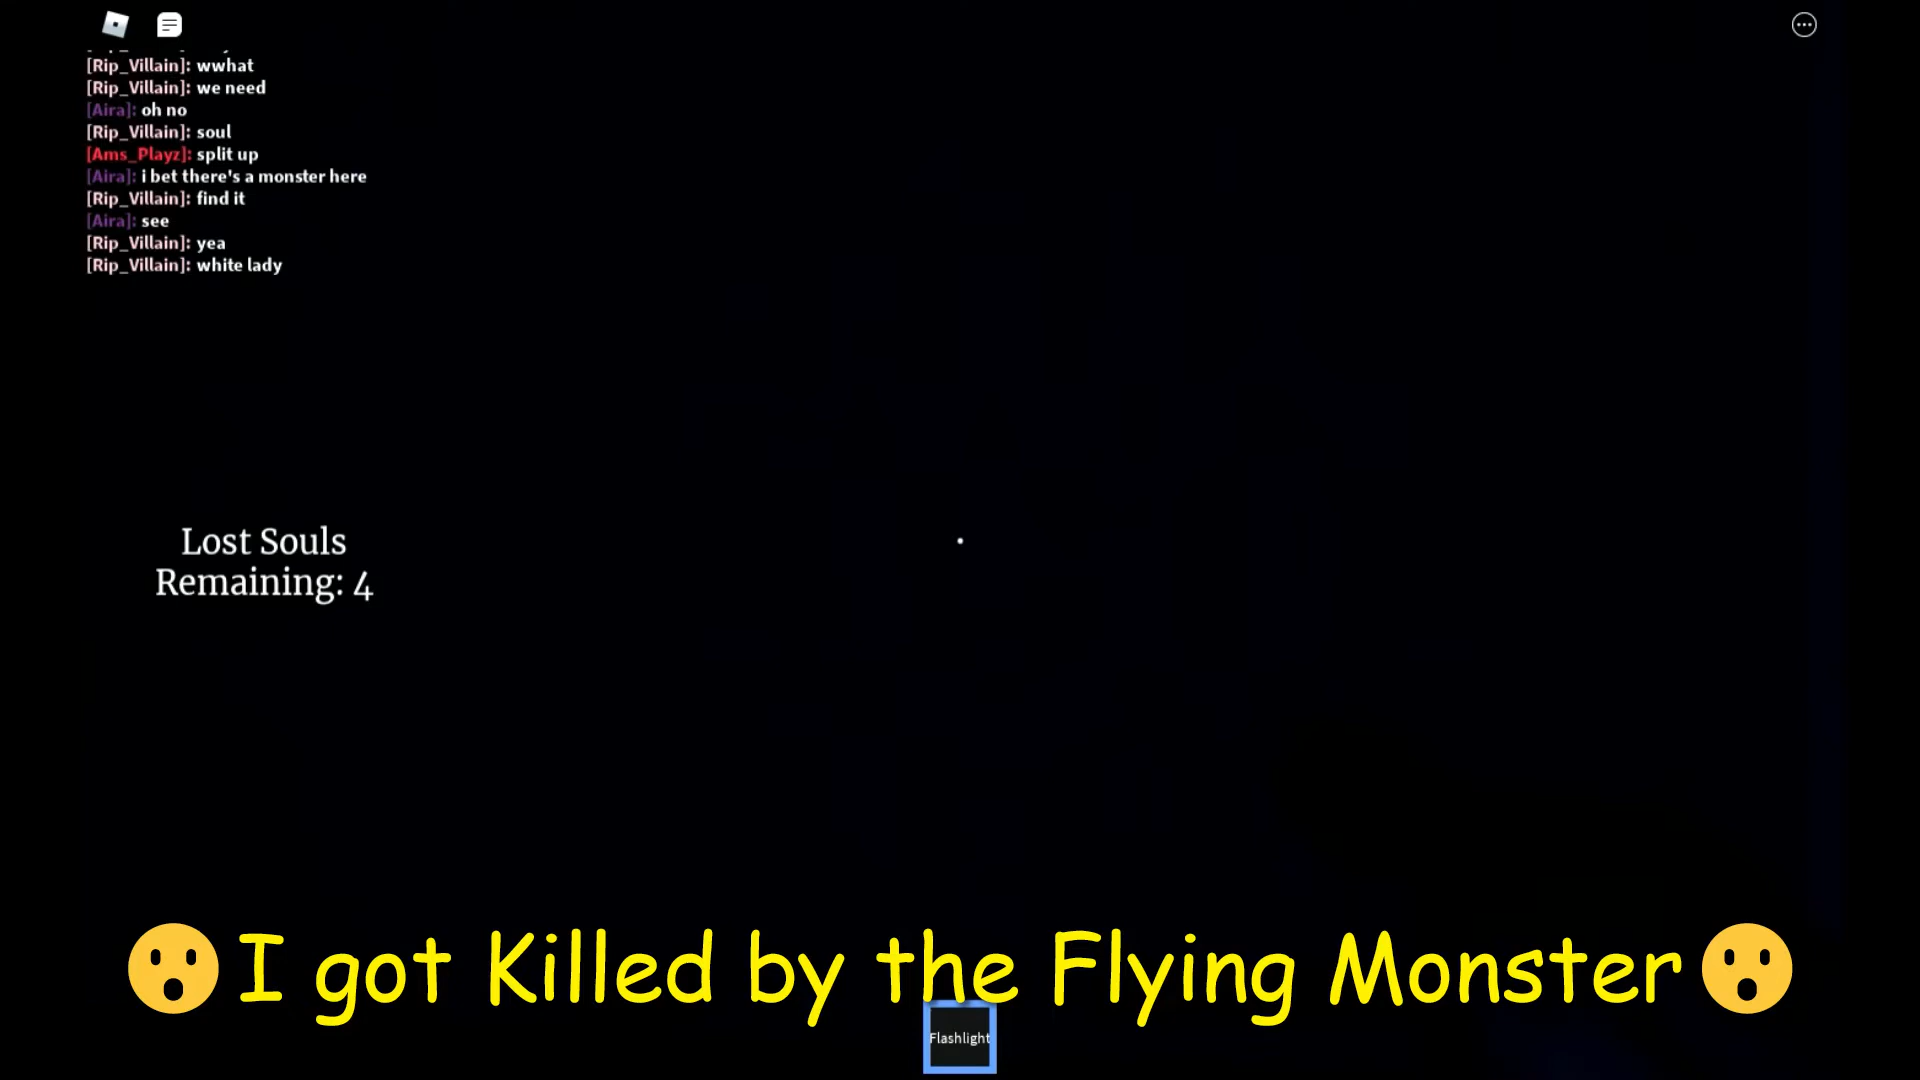 [Rip_Villain]: wwhat
[Rip_Villain]: we need
[Aira]: oh no
[Rip_Villain]: soul
[Ams_Playz]: split up
[Aira]: i bet there's a monster here
[Rip_Villain]: find it
[Aira]: see
[Rip_Villain]: yea
[Rip_Villain]: white lady
Lost Souls
Remaining: 4
😮I got Killed by the Flying Monster😮
Flashlight